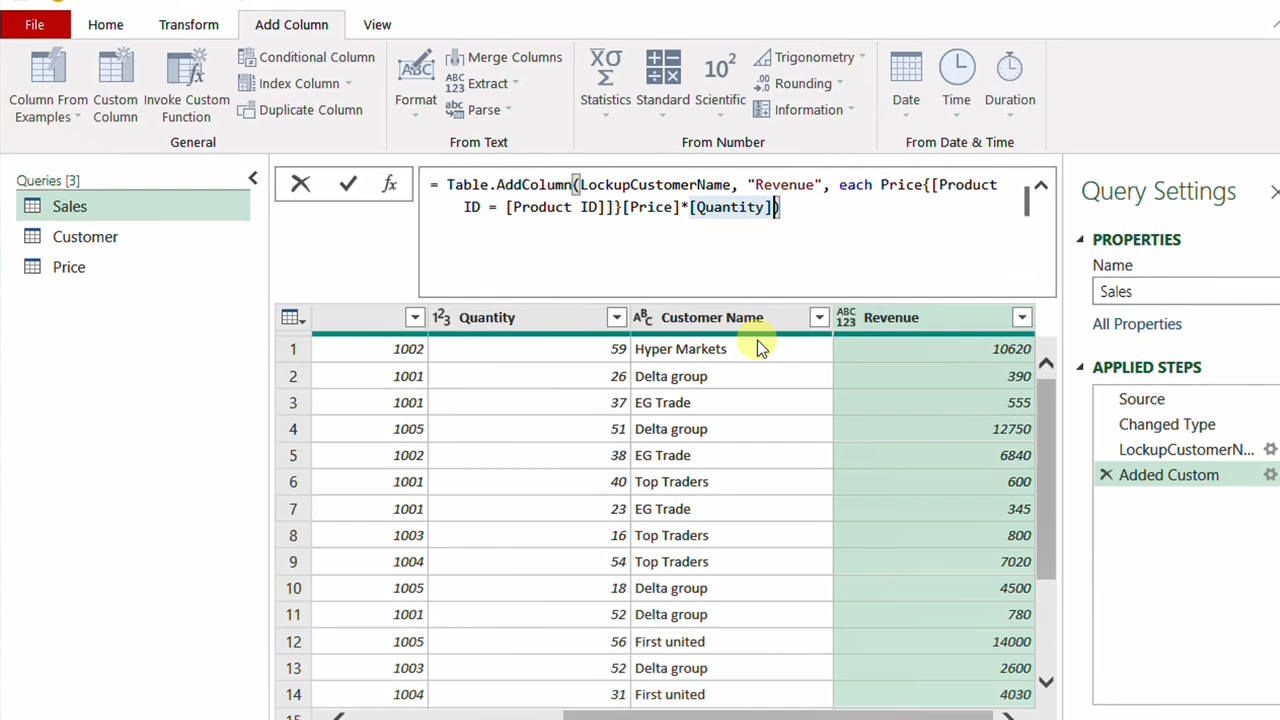 File Home Transform Add Column View
Column From Examples
Custom Column
Invoke Custom Function
Conditional Column
Index Column
Duplicate Column
General
Format
Merge Columns
Extract
Parse
From Text
Statistics
Standard
Scientific
Trigonometry
Rounding
Information
From Number
Date
Time
Duration
From Date & Time
Queries [3]
Sales
Customer
Price
= Table.AddColumn(LockupCustomerName, "Revenue", each Price{[Product
ID = [Product ID]]}[Price]*[Quantity])
Quantity Customer Name Revenue
1 1002 59 Hyper Markets 10620
2 1001 26 Delta group 390
3 1001 37 EG Trade 555
4 1005 51 Delta group 12750
5 1002 38 EG Trade 6840
6 1001 40 Top Traders 600
7 1001 23 EG Trade 345
8 1003 16 Top Traders 800
9 1004 54 Top Traders 7020
10 1005 18 Delta group 4500
11 1001 52 Delta group 780
12 1005 56 First united 14000
13 1003 52 Delta group 2600
14 1004 31 First united 4030
Query Settings
PROPERTIES
Name
Sales
All Properties
APPLIED STEPS
Source
Changed Type
LockupCustomerN...
Added Custom